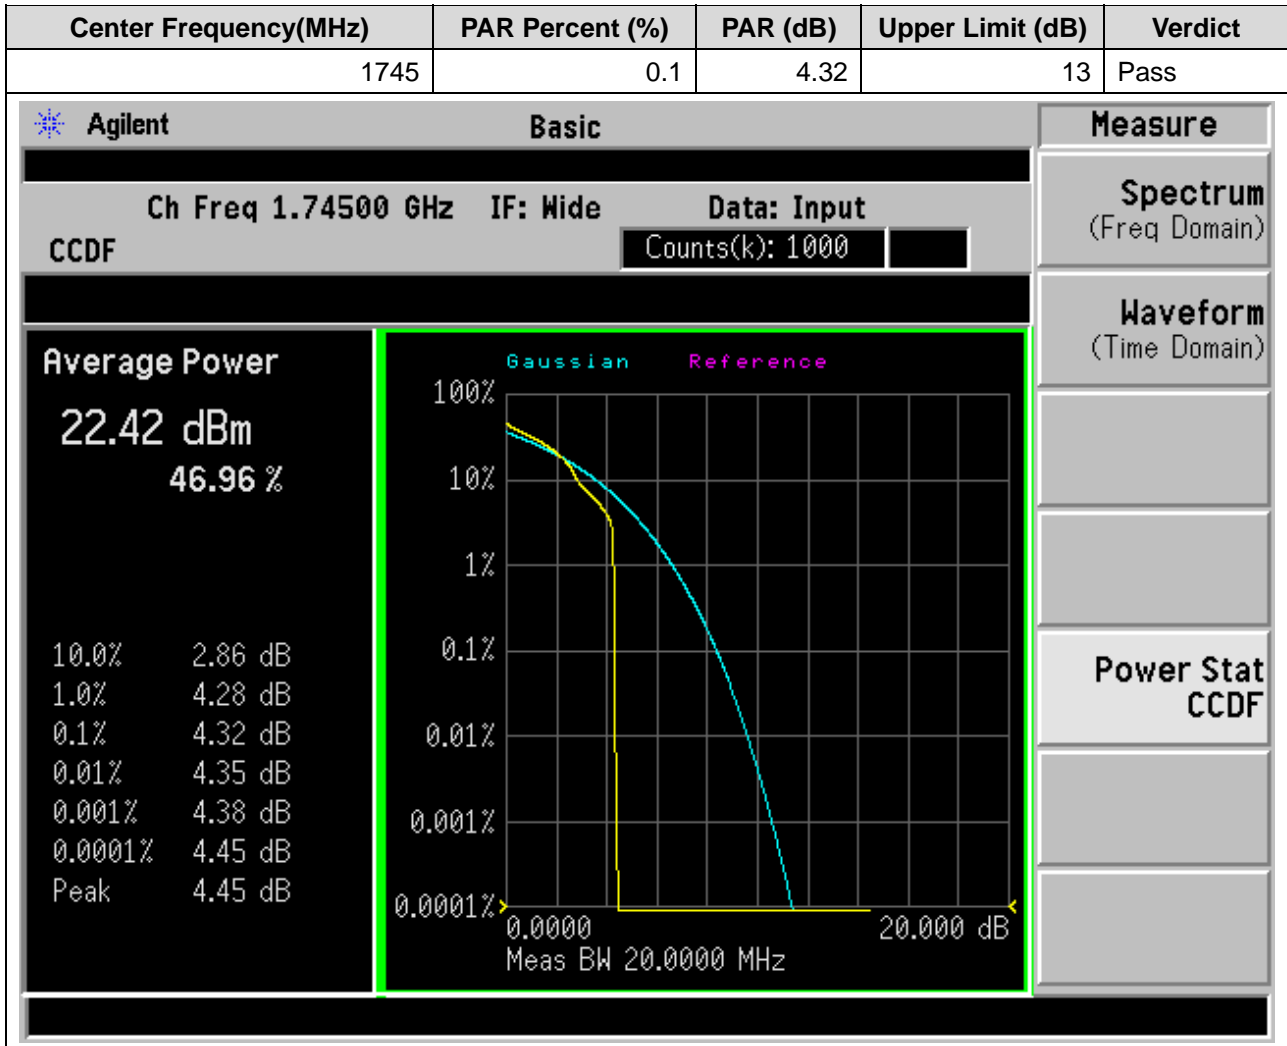 Center Frequency(MHz) PAR Percent (%) PAR (dB) Upper Limit (dB) Verdict
1745 0.1 4.32 13 Pass
Agilent Basic Measure
Ch Freq 1.74500 GHz IF: Wide Data: Input
CCDF Counts(k): 1000
Spectrum
(Freq Domain)
Waveform
(Time Domain)
Power Stat
CCDF
Average Power
22.42 dBm
46.96 %
10.0% 2.86 dB
1.0% 4.28 dB
0.1% 4.32 dB
0.01% 4.35 dB
0.001% 4.38 dB
0.0001% 4.45 dB
Peak 4.45 dB
Gaussian Reference
100%
10%
1%
0.1%
0.01%
0.001%
0.0001%
0.0000 20.000 dB
Meas BW 20.0000 MHz